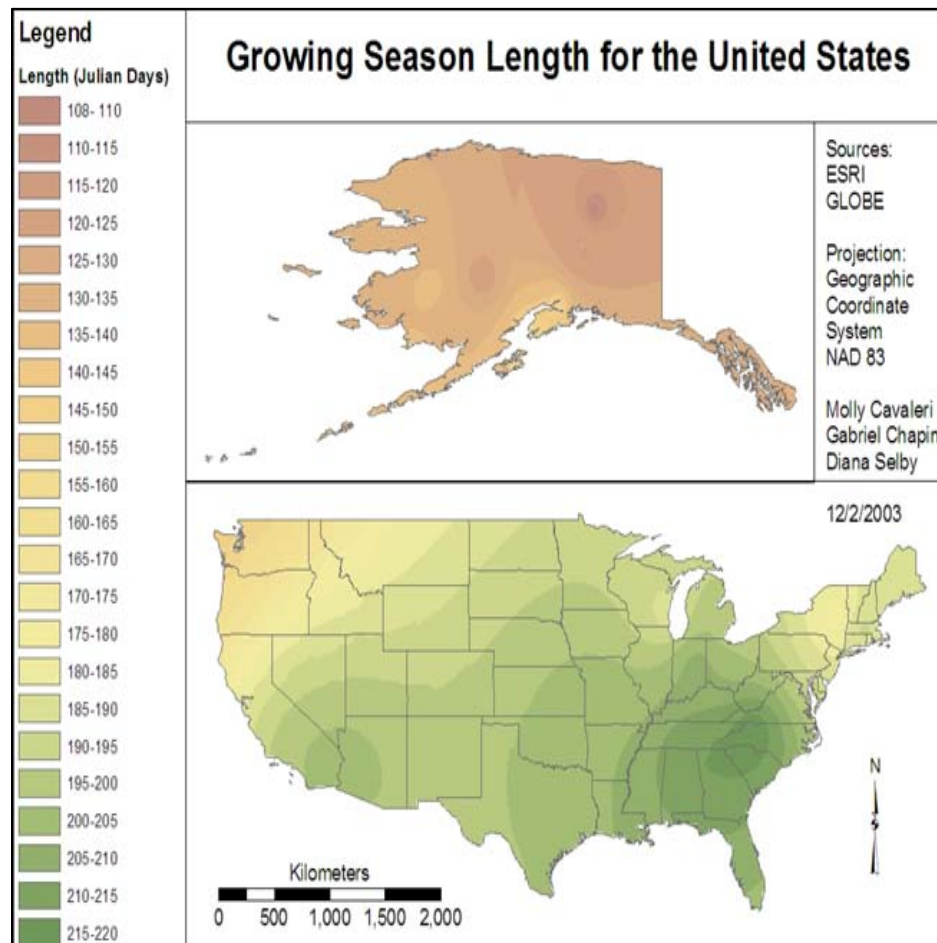 Legend
Length (Julian Days)
108- 110
110-115
115-120
120-125
125-130
130-135
135-140
140-145
145-150
150-155
155-160
160-165
165-170
170-175
175-180
180-185
185-190
190-195
195-200
200-205
205-210
210-215
215-220
Growing Season Length for the United States
Sources:
ESRI
GLOBE
Projection:
Geographic
Coordinate
System
NAD 83
Molly Cavaleri
Gabriel Chapin
Diana Selby
12/2/2003
N
S
Kilometers
0 500 1,000 1,500 2,000